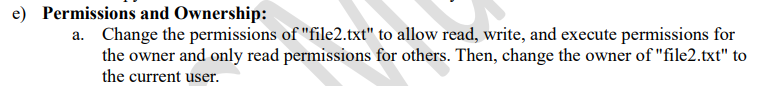 e) Permissions and Ownership:
a. Change the permissions of "file2.txt" to allow read, write, and execute permissions for
the owner and only read permissions for others. Then, change the owner of "file2.txt" to
the current user.